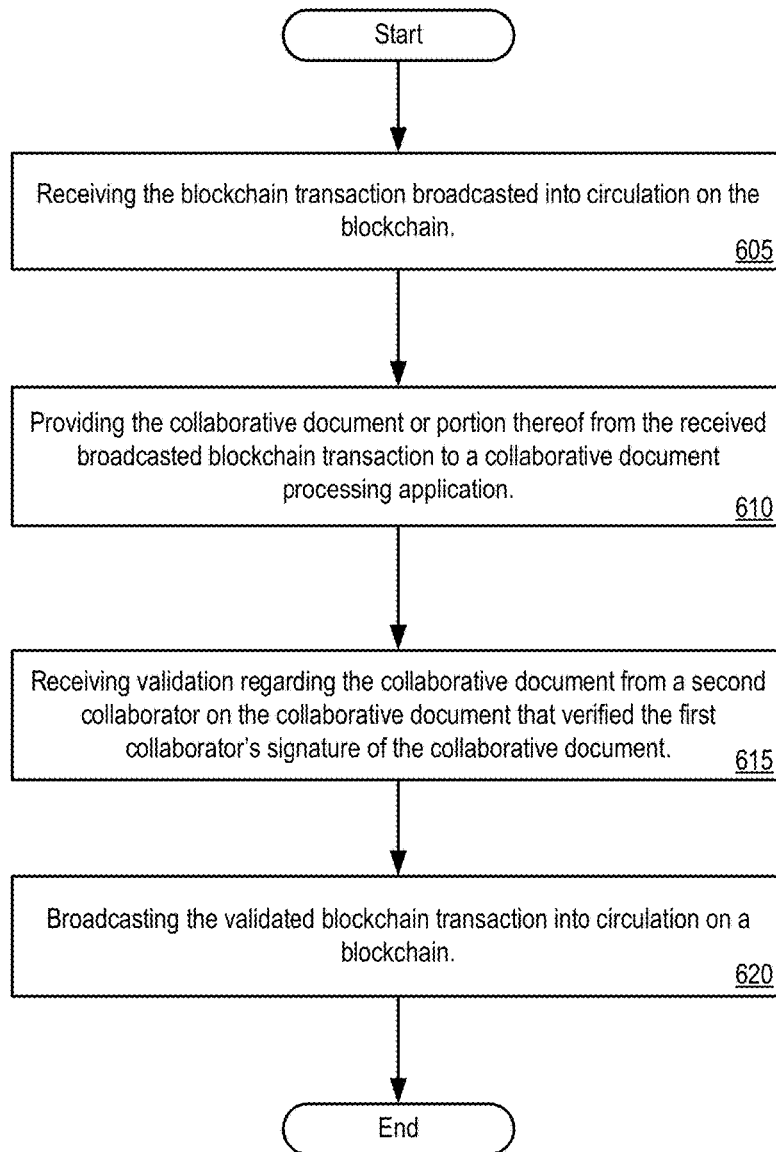 Start
Receiving the blockchain transaction broadcasted into circulation on the
blockchain.
605
Providing the collaborative document or portion thereof from the received
broadcasted blockchain transaction to a collaborative document
processing application.
610
Receiving validation regarding the collaborative document from a second
collaborator on the collaborative document that verified the first
collaborator's signature of the collaborative document.
615
Broadcasting the validated blockchain transaction into circulation on a
blockchain.
620
End